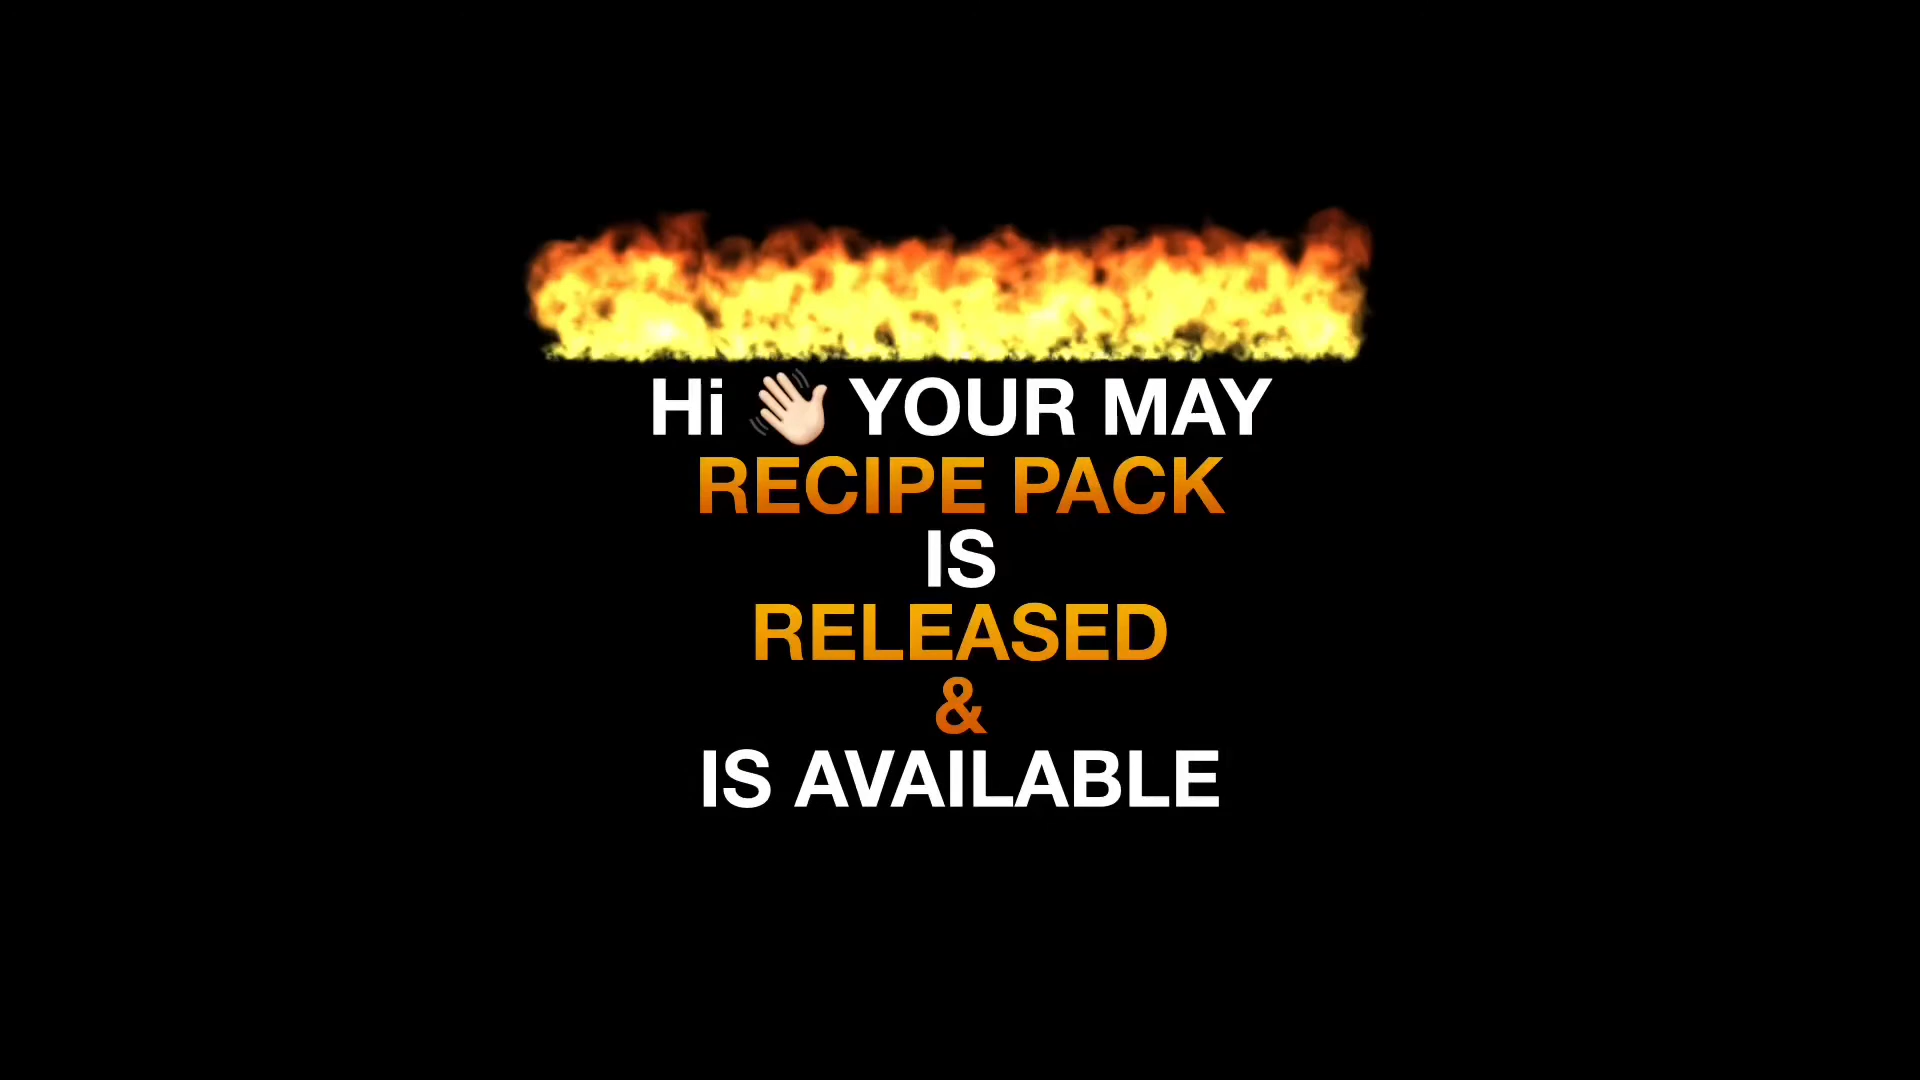 Hi 👋🏻 YOUR MAY
RECIPE PACK
IS
RELEASED
&
IS AVAILABLE